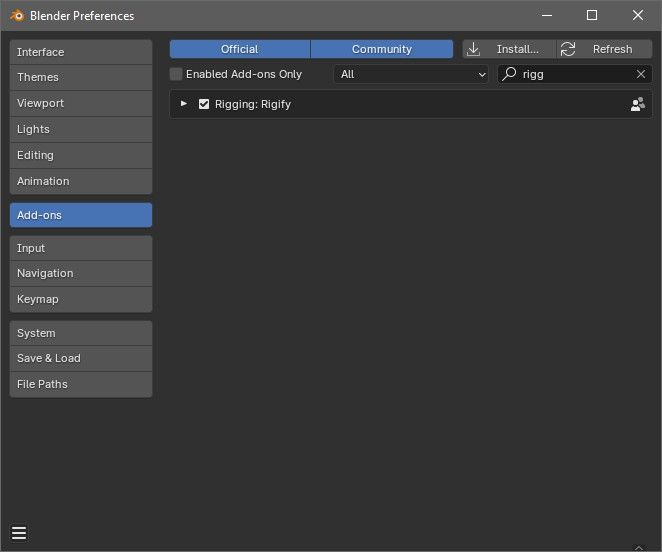 Blender Preferences
Interface
Themes
Viewport
Lights
Editing
Animation
Add-ons
Input
Navigation
Keymap
System
Save & Load
File Paths
Official Community Install... Refresh
Enabled Add-ons Only All rigg
Rigging: Rigify